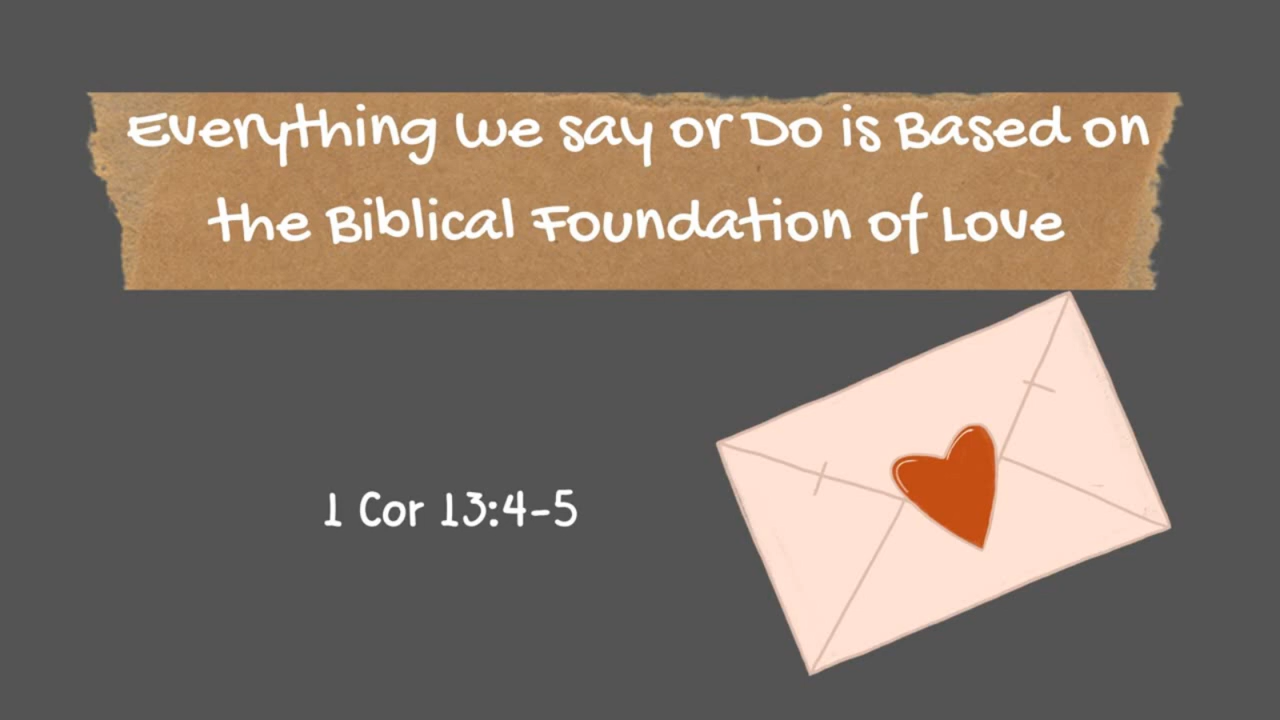 Everything we say or Do is Based on
the Biblical Foundation of Love
1 Cor 13:4-5